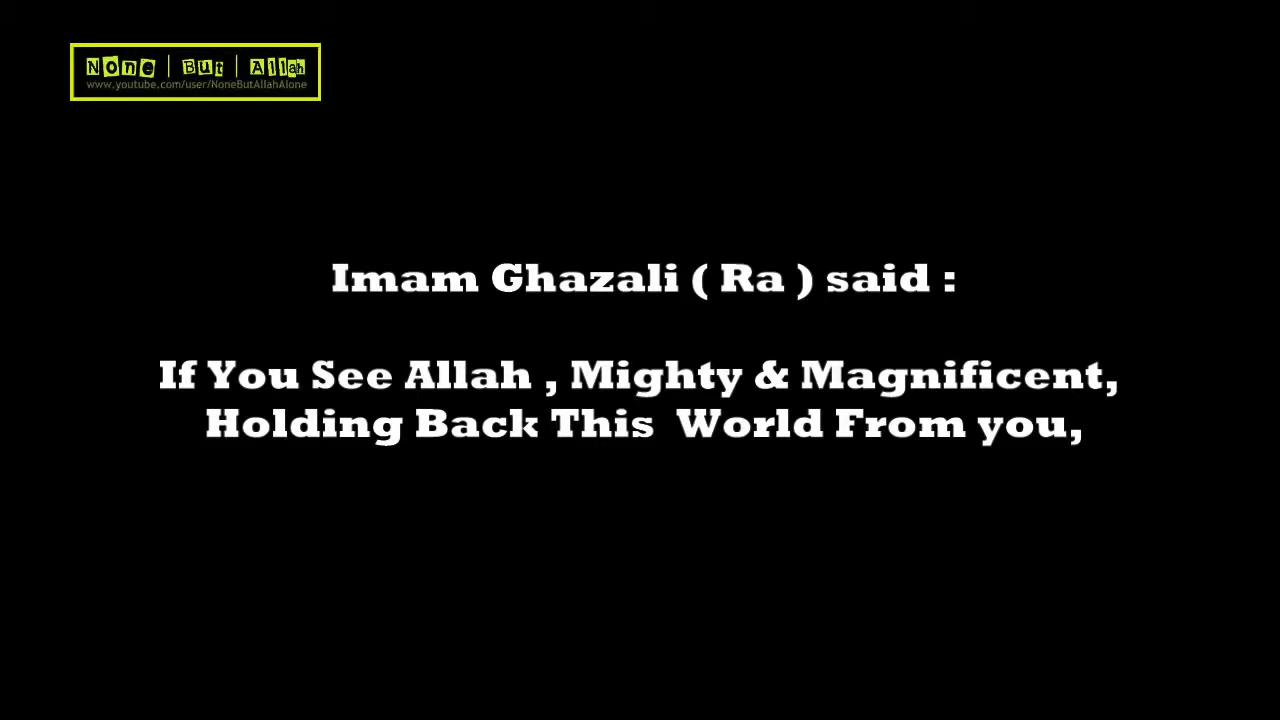 None | But | Allah
www.youtube.com/user/NoneButAllahAlone
Imam Ghazali ( Ra ) said :
If You See Allah , Mighty & Magnificent,
Holding Back This  World From you,